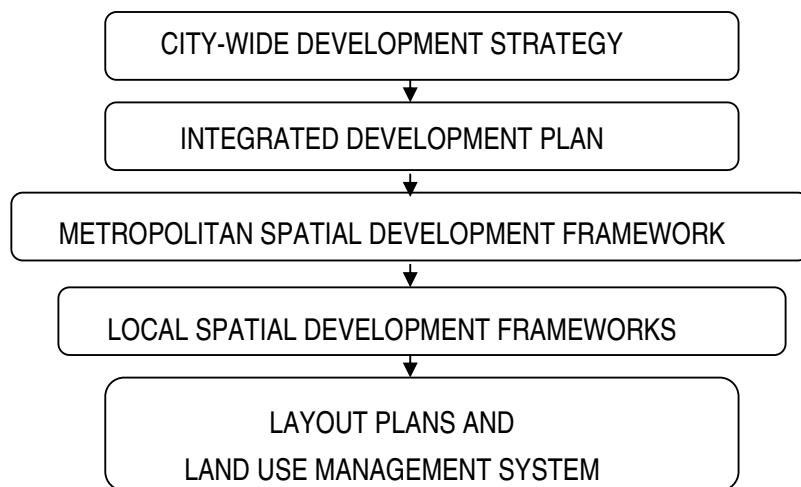 CITY-WIDE DEVELOPMENT STRATEGY
INTEGRATED DEVELOPMENT PLAN
METROPOLITAN SPATIAL DEVELOPMENT FRAMEWORK
LOCAL SPATIAL DEVELOPMENT FRAMEWORKS
LAYOUT PLANS AND
LAND USE MANAGEMENT SYSTEM